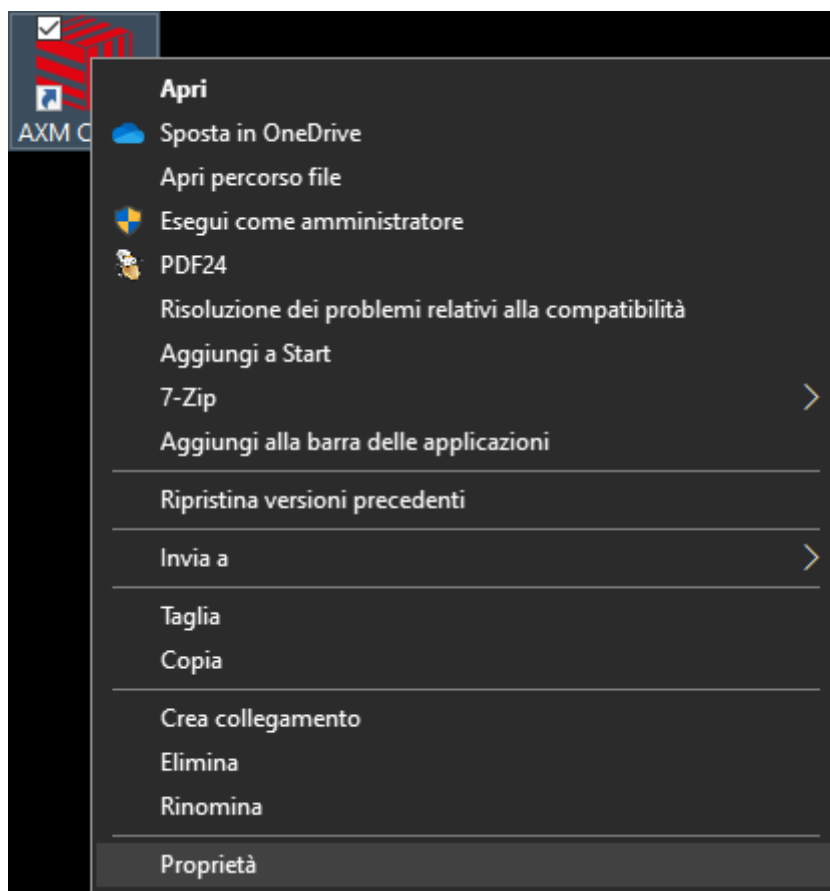 AXM C
Apri
Sposta in OneDrive
Apri percorso file
Esegui come amministratore
PDF24
Risoluzione dei problemi relativi alla compatibilità
Aggiungi a Start
7-Zip
Aggiungi alla barra delle applicazioni
Ripristina versioni precedenti
Invia a
Taglia
Copia
Crea collegamento
Elimina
Rinomina
Proprietà